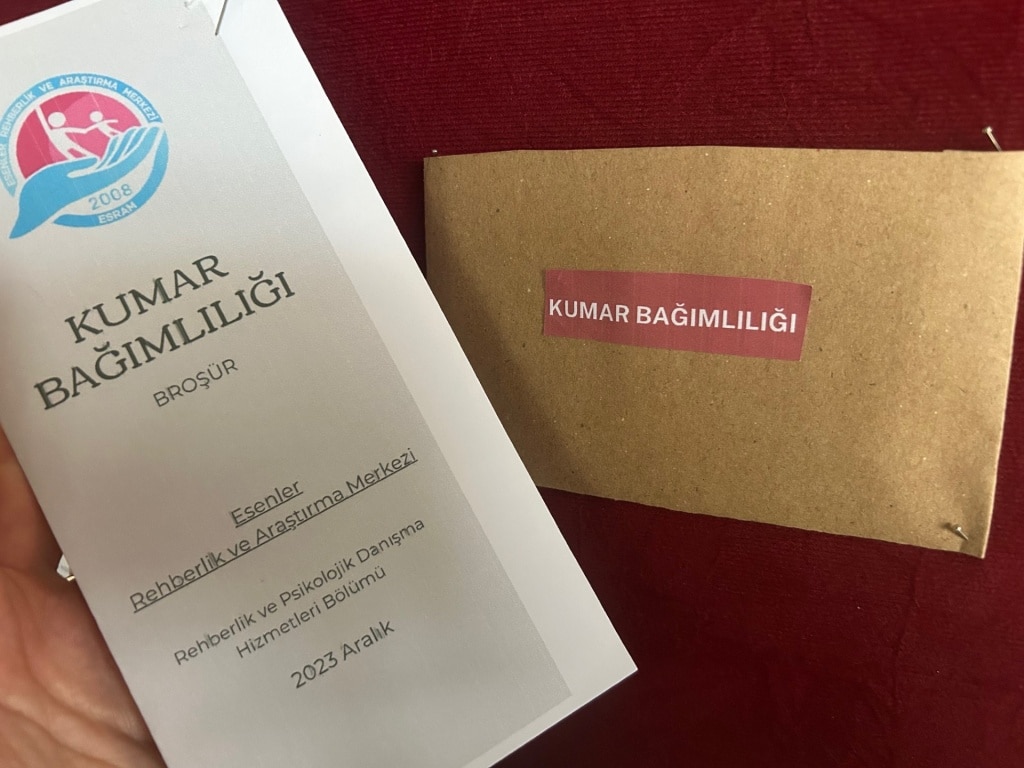 ESENLER REHBERLİK VE ARAŞTIRMA MERKEZİ
2008
ESRAM
KUMAR
BAĞIMLILIĞI
BROŞÜR
Esenler
Rehberlik ve Araştırma Merkezi
Rehberlik ve Psikolojik Danışma
Hizmetleri Bölümü
2023 Aralık
KUMAR BAĞIMLILIĞI